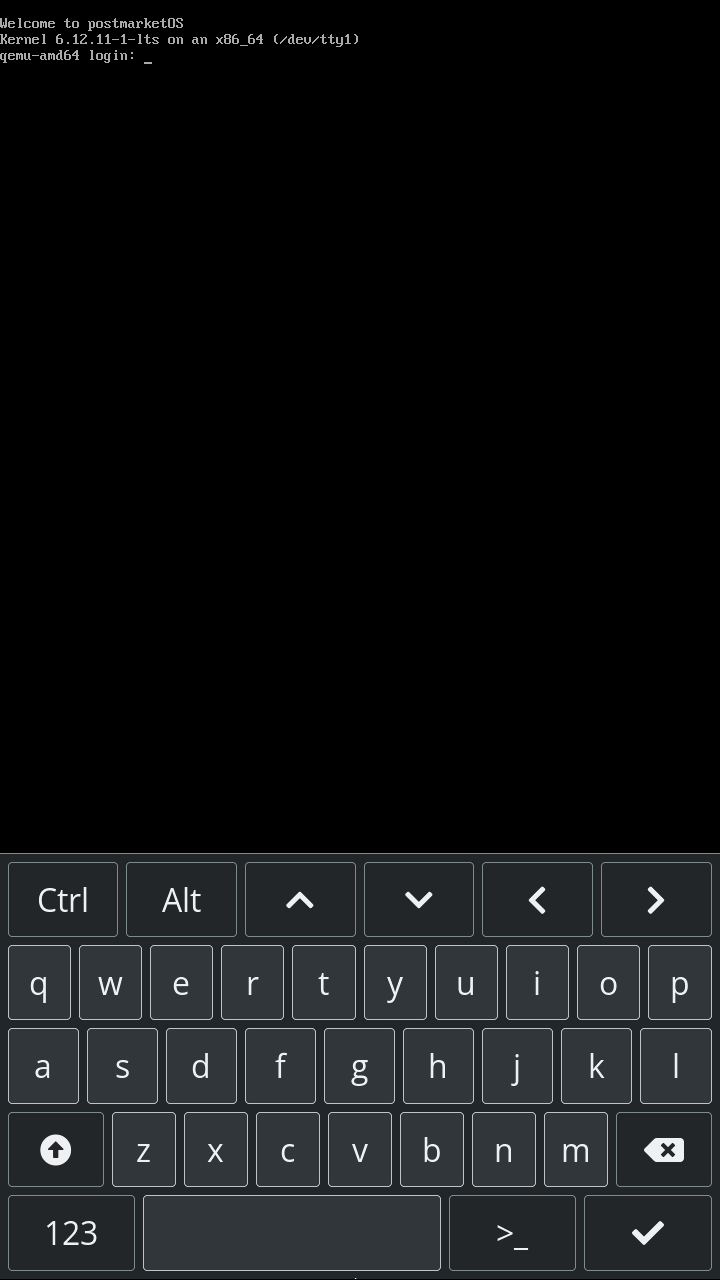 Welcome to postmarketOS
Kernel 6.12.11-1-lts on an x86_64 (/dev/tty1)
qemu-amd64 login: _
Ctrl Alt
q w e r t y u i o p
a s d f g h j k l
z x c v b n m
123 >_